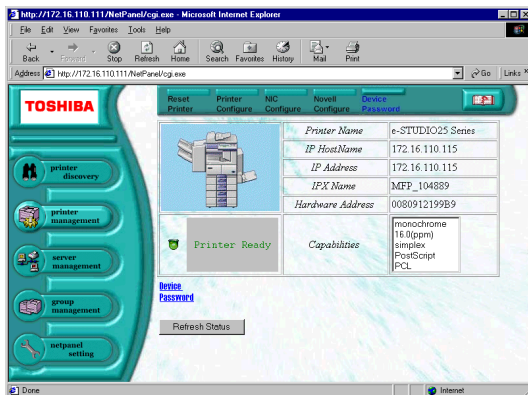 http://172.16.110.111/NetPanel/cgi.exe - Microsoft Internet Explorer
File Edit View Favorites Tools Help
Back Forward Stop Refresh Home Search Favorites History Mail Print
Address http://172.16.110.111/NetPanel/cgi.exe Go Links »
TOSHIBA
Reset Printer
Printer Configure
NIC Configure
Novell Configure
Device Password
printer discovery
printer management
server management
group management
netpanel setting
Printer Name e-STUDIO25 Series
IP HostName 172.16.110.115
IP Address 172.16.110.115
IPX Name MFP_104889
Hardware Address 0080912199B9
Printer Ready
Capabilities
monochrome
16.0(ppm)
simplex
PostScript
PCL
Device
Password
Refresh Status
Done Internet